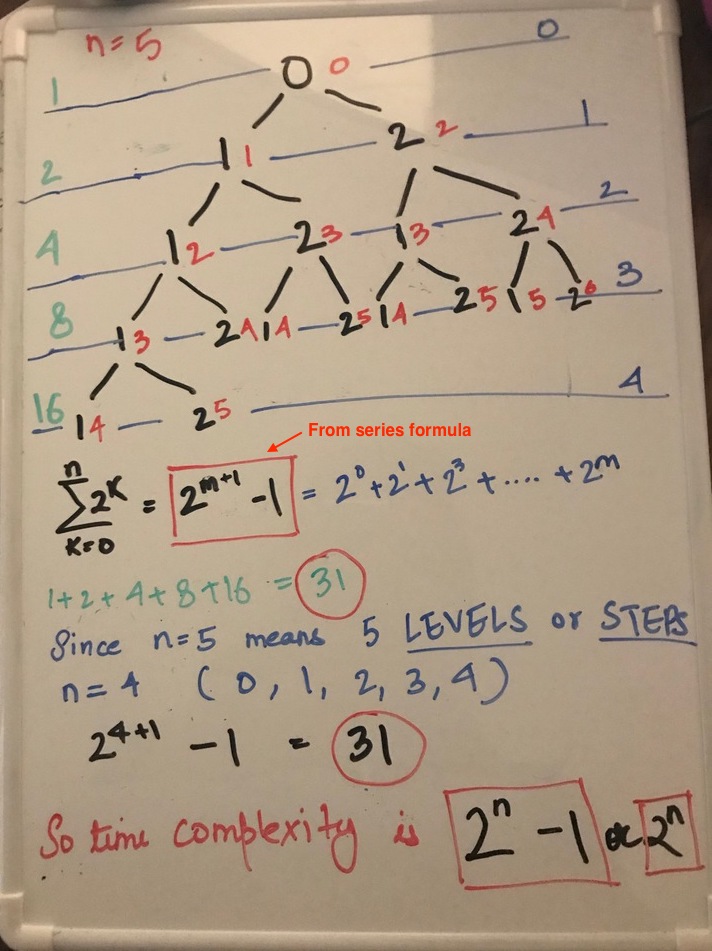 n=5
1 0 0 0
2 1 1 2 2 1
4 1 2 2 3 1 3 2 4 2
8 1 3 2 4 1 4 2 5 1 4 2 5 1 5 2 6 3
16 1 4 2 5 4
From series formula
n
∑ 2^k = 2^(m+1) -1 = 2^0+2^1+2^3+....+2^m
k=0
1+2+4+8+16 = 31
Since n=5 means 5 LEVELS or STEPS
n=4 (0,1,2,3,4)
2^(4+1) -1 = 31
So time complexity is 2^n -1 ∝ 2^n